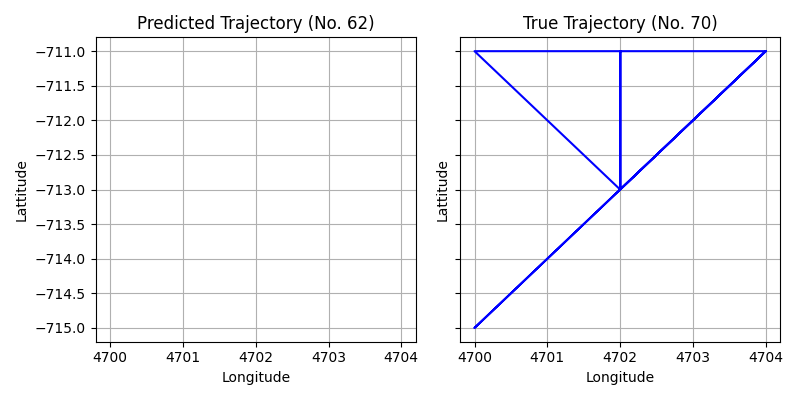 Predicted Trajectory (No. 62)
True Trajectory (No. 70)
Lattitude
−711.0
−711.5
−712.0
−712.5
−713.0
−713.5
−714.0
−714.5
−715.0
4700 4701 4702 4703 4704
Longitude
Lattitude
4700 4701 4702 4703 4704
Longitude